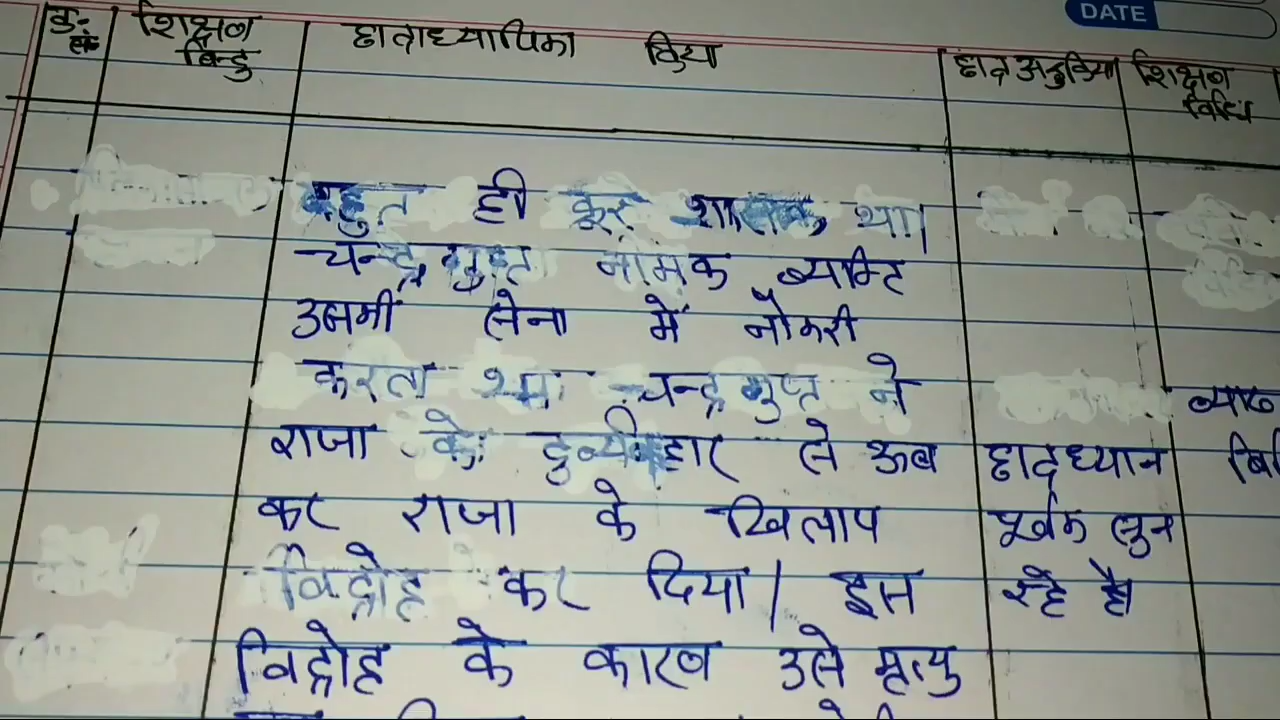 DATE
क्र. सं. शिक्षण बिन्दु छात्राध्यापिका क्रिया छात्र अनुक्रिया शिक्षण विधि
बहुत ही क्रूर शासक था।
चन्द्रगुप्त नामक व्यक्ति
उसकी सेना में नौकरी
करता था चन्द्रगुप्त ने
राजा के दुर्व्यवहार से ऊब छात्र ध्यान
कर राजा के खिलाप पूर्वक सुन
विद्रोह कर दिया। इस रहे है
विद्रोह के कारण उसे मृत्यु